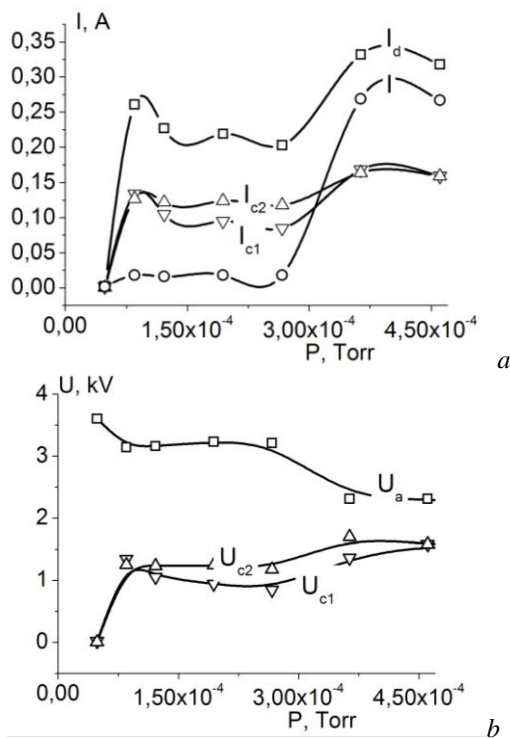 I, A
0,35
0,30
0,25
0,20
0,15
0,10
0,05
0,00
I_d
I
I_c2
I_c1
0,00 1,50x10^-4 3,00x10^-4 4,50x10^-4
P, Torr
a
U, kV
4
3
2
1
0
U_a
U_c2
U_c1
0,00 1,50x10^-4 3,00x10^-4 4,50x10^-4
P, Torr
b